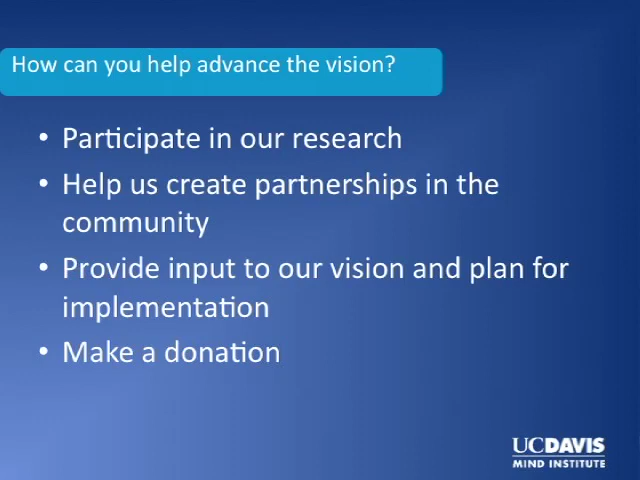 How can you help advance the vision?
• Participate in our research
• Help us create partnerships in the
community
• Provide input to our vision and plan for
implementation
• Make a donation
UCDAVIS
MIND INSTITUTE